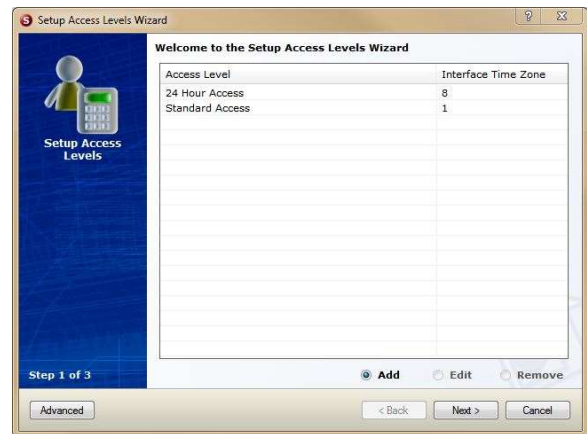 Setup Access Levels Wizard
Welcome to the Setup Access Levels Wizard
Access Level Interface Time Zone
24 Hour Access 8
Standard Access 1
Setup Access
Levels
Step 1 of 3
Add Edit Remove
Advanced < Back Next > Cancel